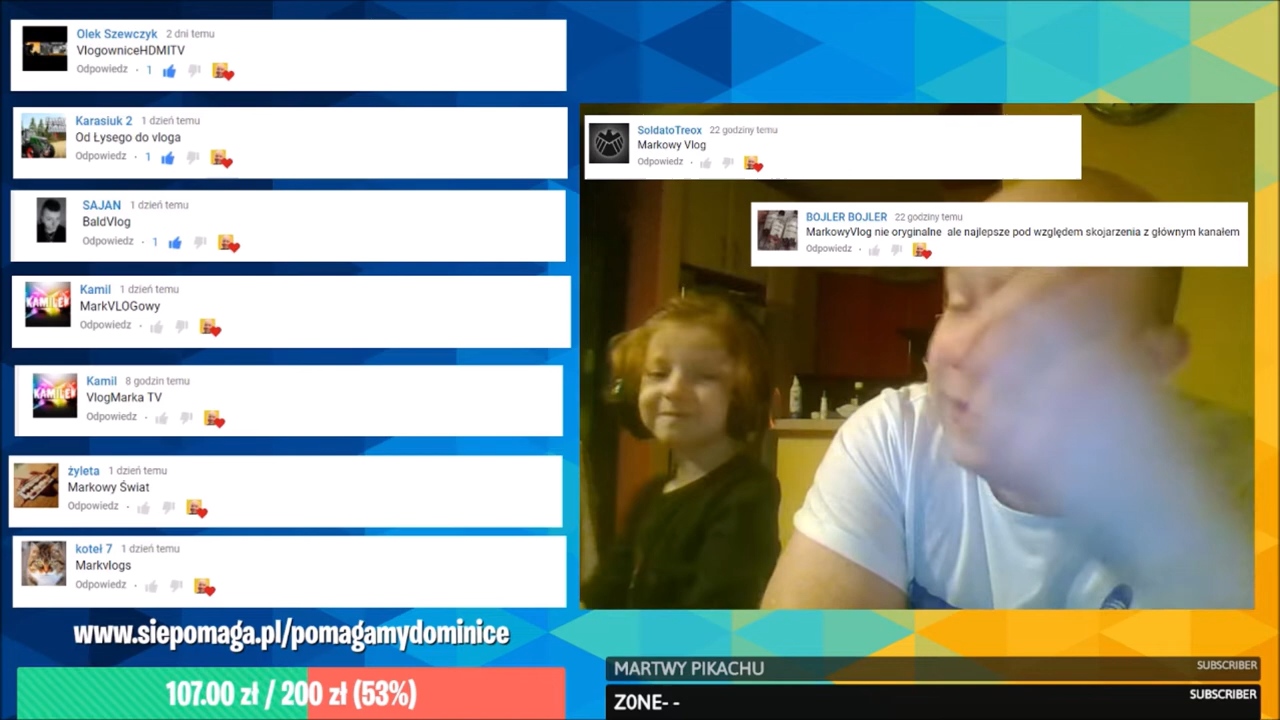 Olek Szewczyk 2 dni temu
VlogowniceHDMITV
Odpowiedz · 1
Karasiuk 2 1 dzień temu
Od Łysego do vloga
Odpowiedz · 1
SAJAN 1 dzień temu
BaldVlog
Odpowiedz · 1
KAMILEK
Kamil 1 dzień temu
MarkVLOGowy
Odpowiedz ·
KAMILEK
Kamil 8 godzin temu
VlogMarka TV
Odpowiedz ·
żyleta 1 dzień temu
Markowy Świat
Odpowiedz ·
koteł 7 1 dzień temu
Markvlogs
Odpowiedz ·
www.siepomaga.pl/pomagamydominice
107.00 zł / 200 zł (53%)
SoldatoTreox 22 godziny temu
Markowy Vlog
Odpowiedz ·
BOJLER BOJLER 22 godziny temu
MarkowyVlog nie oryginalne ale najlepsze pod względem skojarzenia z głównym kanałem
Odpowiedz ·
MARTWY PIKACHU SUBSCRIBER
Z0NE- - SUBSCRIBER